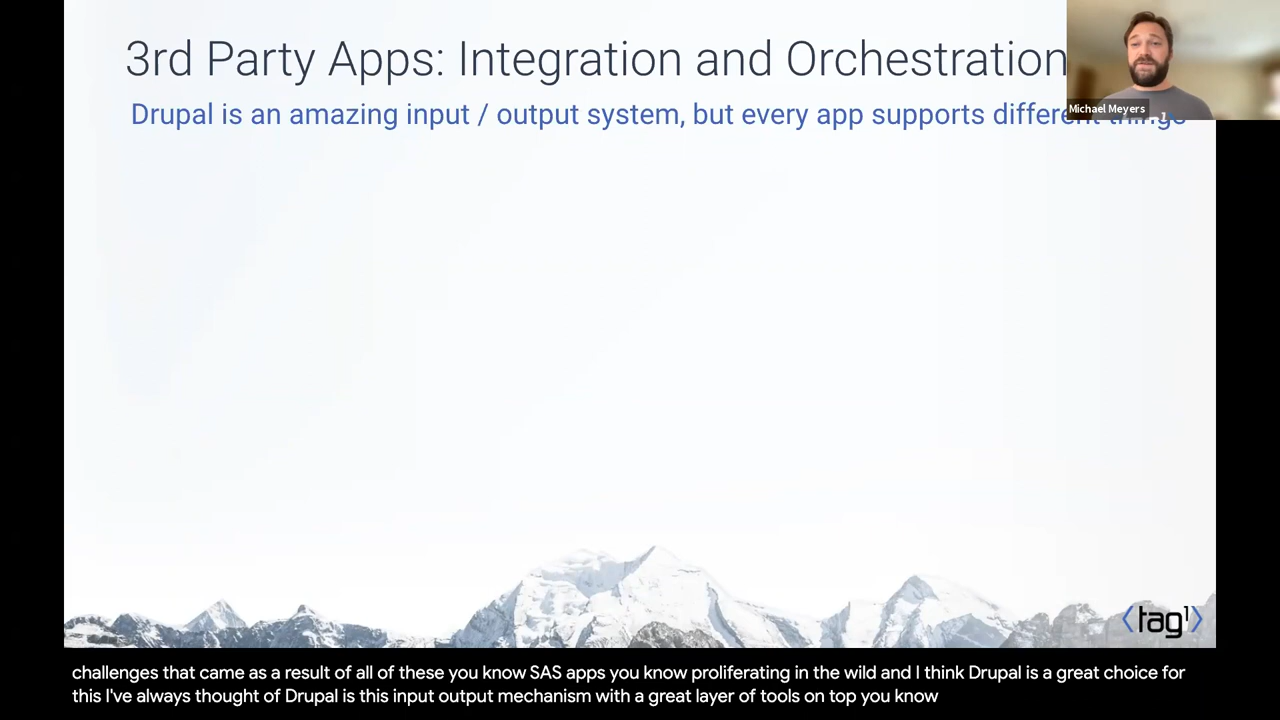 3rd Party Apps: Integration and Orchestration
Drupal is an amazing input / output system, but every app supports different things
Michael Meyers
<tag1>
challenges that came as a result of all of these you know SAS apps you know proliferating in the wild and I think Drupal is a great choice for
this I've always thought of Drupal is this input output mechanism with a great layer of tools on top you know